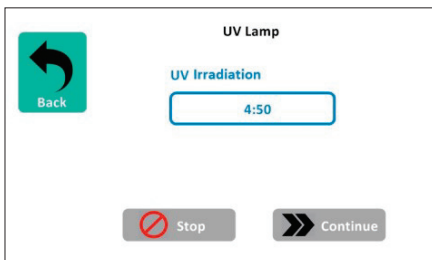 UV Lamp
Back
UV Irradiation
4:50
Stop
Continue